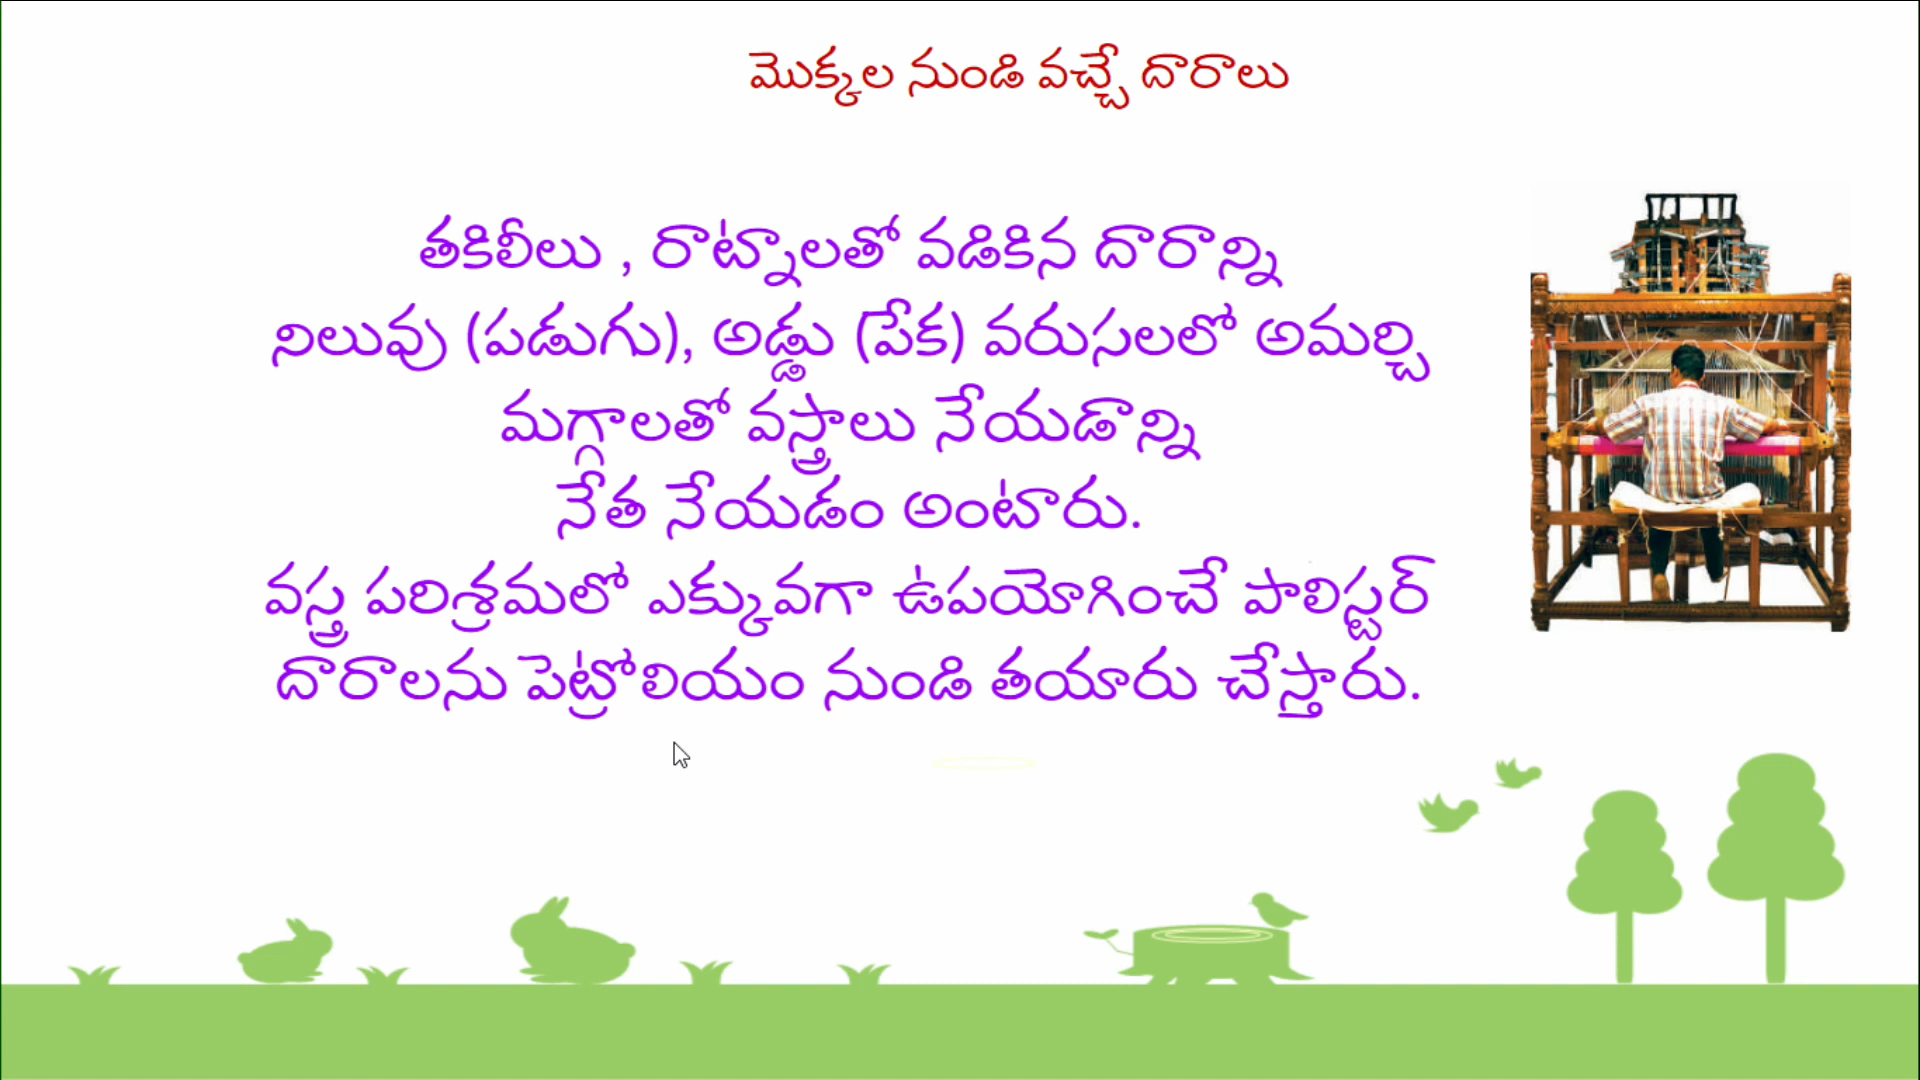 మొక్కల నుండి వచ్చే దారాలు
తకిలీలు , రాట్నాలతో వడికిన దారాన్ని
నిలువు (పడుగు), అడ్డు (పేక) వరుసలలో అమర్చి
మగ్గాలతో వస్త్రాలు నేయడాన్ని
నేత నేయడం అంటారు.
వస్త్ర పరిశ్రమలో ఎక్కువగా ఉపయోగించే పాలిస్టర్
దారాలను పెట్రోలియం నుండి తయారు చేస్తారు.